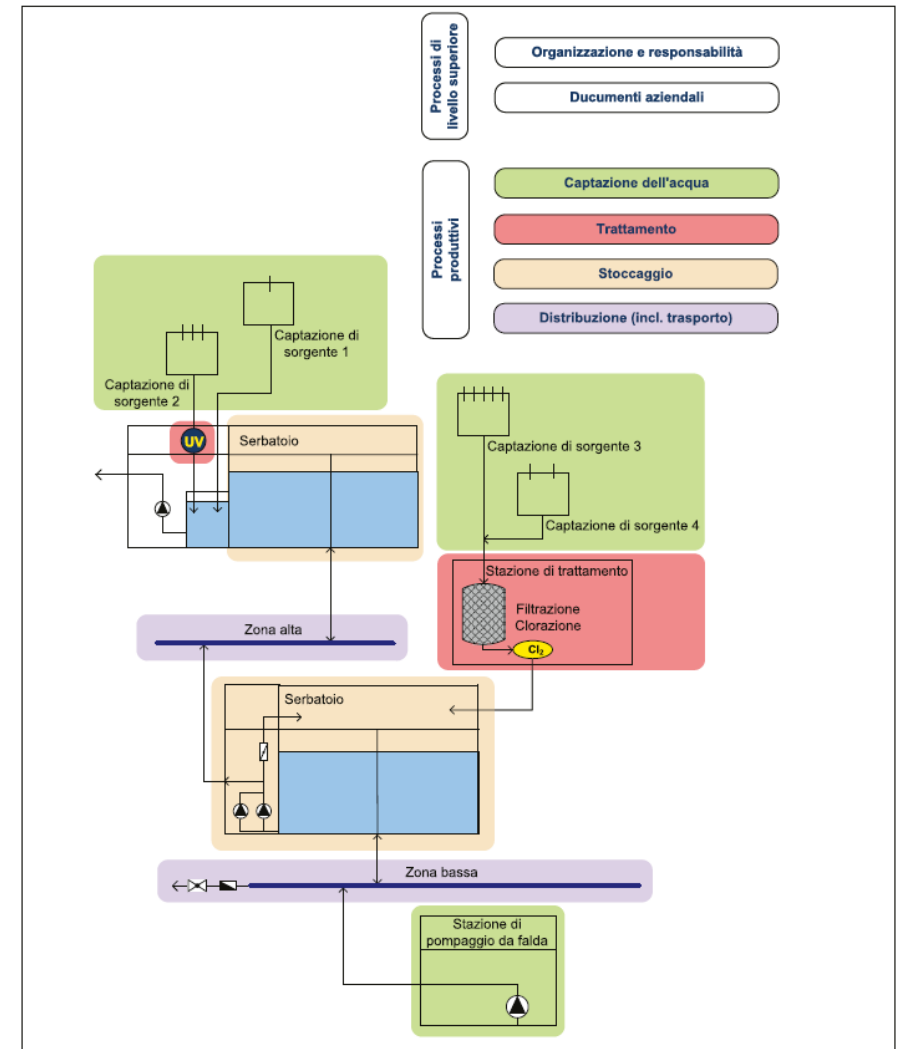 Processi di
livello superiore
Organizzazione e responsabilità
Ducumenti aziendali
Processi
produttivi
Captazione dell'acqua
Trattamento
Stoccaggio
Distribuzione (incl. trasporto)
Captazione di
sorgente 1
Captazione di
sorgente 2
UV
Serbatoio
Captazione di sorgente 3
Captazione di sorgente 4
Stazione di trattamento
Filtrazione
Clorazione
Cl₂
Zona alta
Serbatoio
Zona bassa
Stazione di
pompaggio da falda